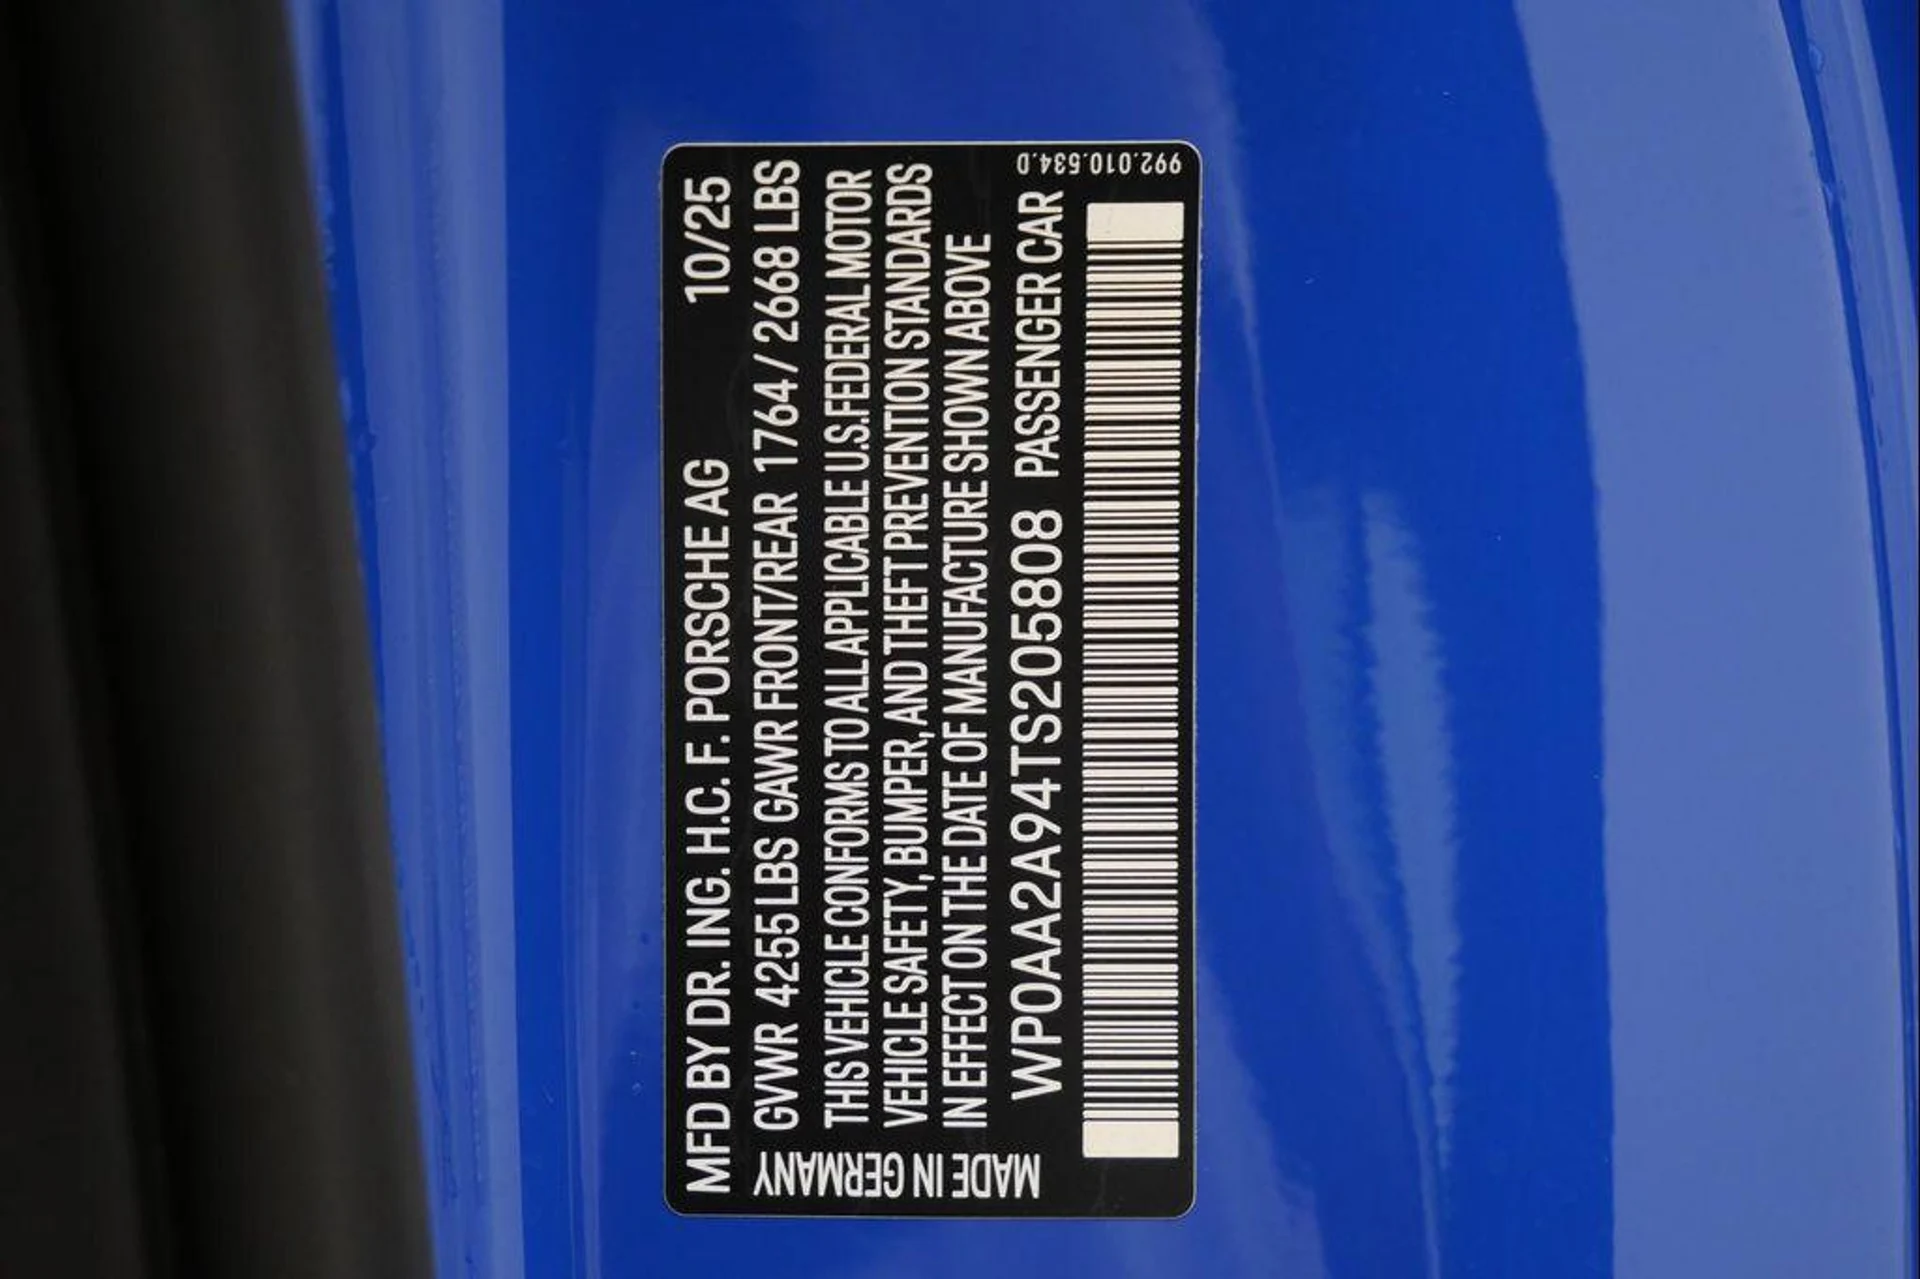 MFD BY DR. ING. H.C. F. PORSCHE AG 10/25
GVWR 4255 LBS GAWR FRONT/REAR 1764 / 2668 LBS
THIS VEHICLE CONFORMS TO ALL APPLICABLE U.S. FEDERAL MOTOR
VEHICLE SAFETY, BUMPER, AND THEFT PREVENTION STANDARDS
IN EFFECT ON THE DATE OF MANUFACTURE SHOWN ABOVE
WP0AA2A94TS205808 PASSENGER CAR
MADE IN GERMANY
992.010.534.D